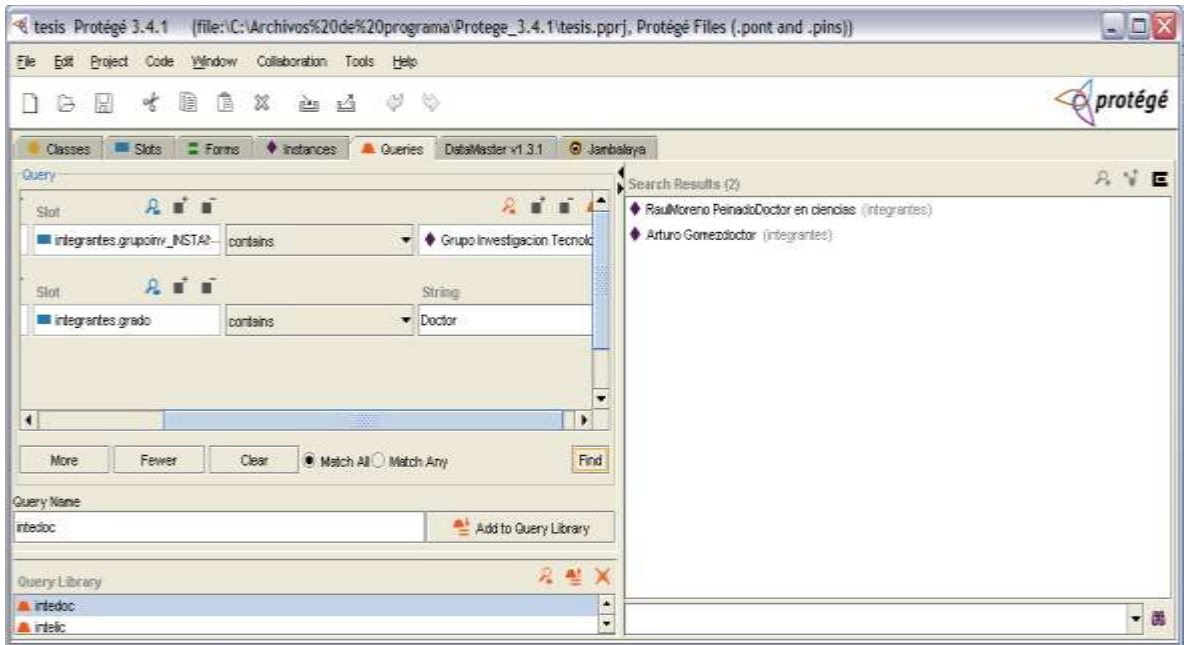 tesis Protégé 3.4.1 (file:\C:\Archivos%20de%20programa\Protege_3.4.1\tesis.pprj, Protégé Files (.pont and .pins))
File Edit Project Code Window Collaboration Tools Help
protégé
Classes Slots Forms Instances Queries DataMaster v1.3.1 Jambalaya
Query
Slot
integrantes.grupoinv_INSTAN contains Grupo Investigacion Tecnolo
Slot String
integrantes.grado contains Doctor
More Fewer Clear Match All Match Any Find
Query Name
intedoc Add to Query Library
Query Library
intedoc
intelic
Search Results (2)
RaulMoreno PeinadoDoctor en ciencias (integrantes)
Arturo Gomezdoctor (integrantes)